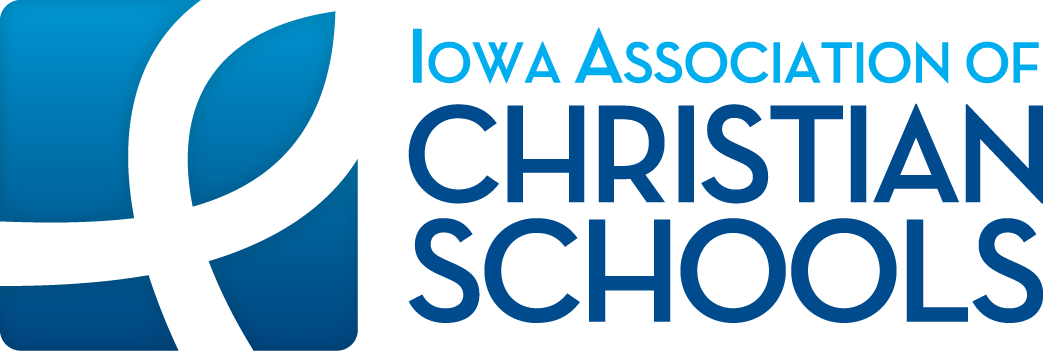 Iowa Association of
CHRISTIAN
SCHOOLS